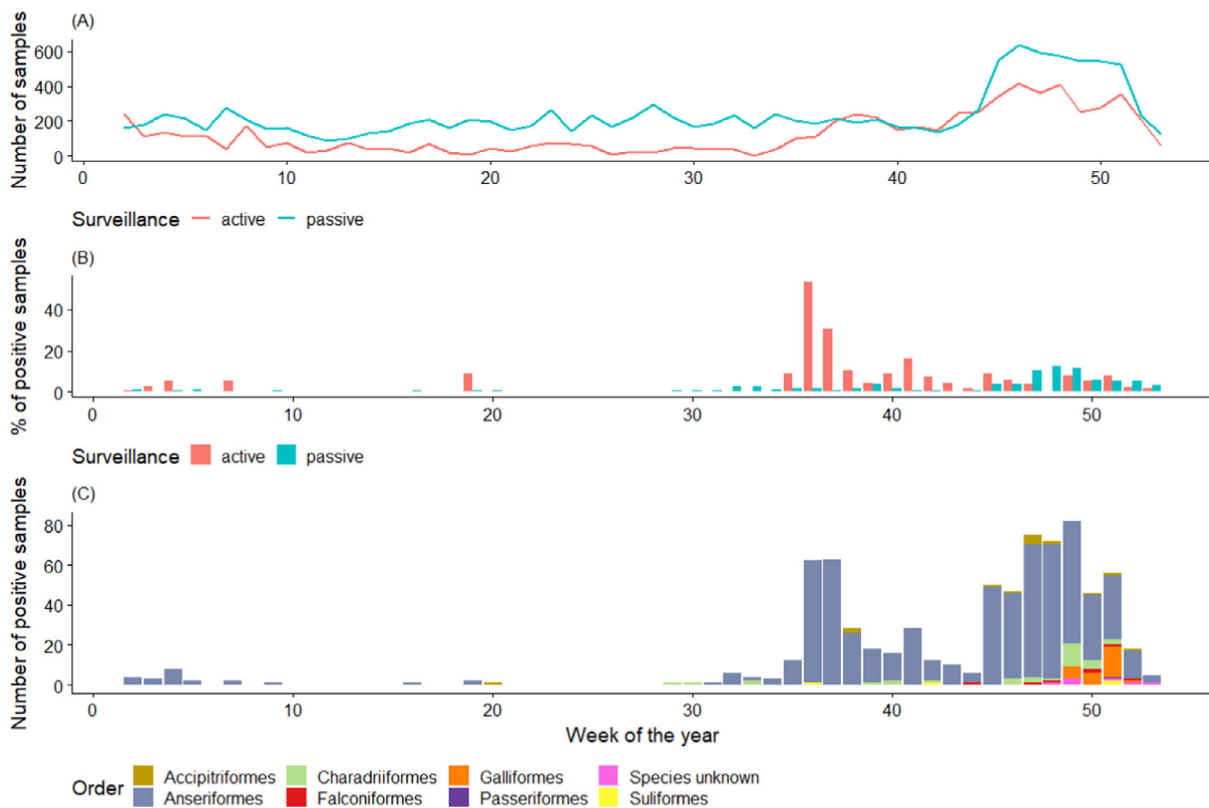 (A)
Number of samples
600
400
200
0
0 10 20 30 40 50
Surveillance active passive
(B)
% of positive samples
40
20
0
0 10 20 30 40 50
Surveillance active passive
(C)
Number of positive samples
80
60
40
20
0
0 10 20 30 40 50
Week of the year
Order
Accipitriformes Charadriiformes Galliformes Species unknown
Anseriformes Falconiformes Passeriformes Suliformes